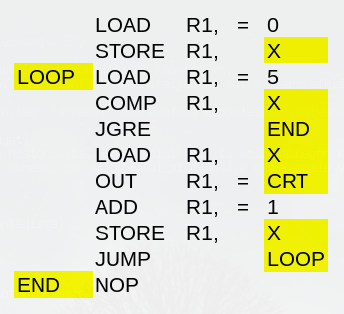 LOAD R1, = 0
STORE R1, X
LOOP LOAD R1, = 5
COMP R1, X
JGRE END
LOAD R1, X
OUT R1, = CRT
ADD R1, = 1
STORE R1, X
JUMP LOOP
END NOP